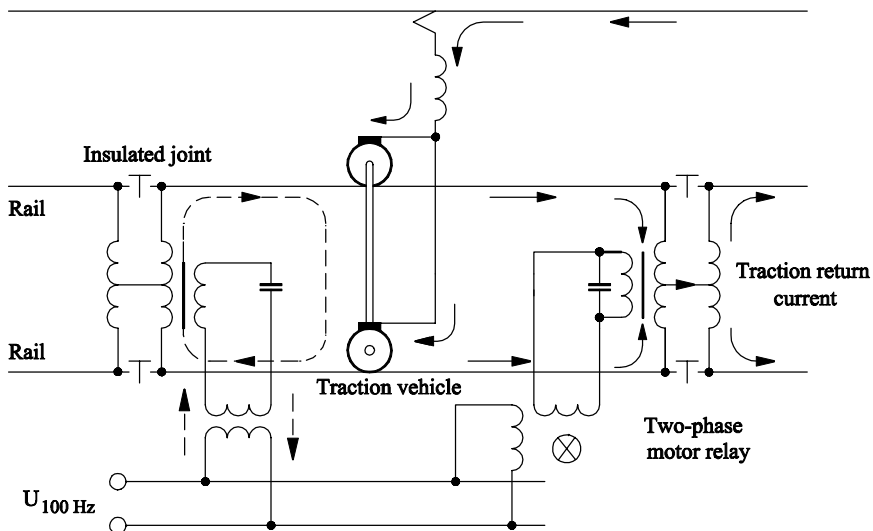 Insulated joint
Rail
Traction return
current
Rail
Traction vehicle
Two-phase
motor relay
U100 Hz